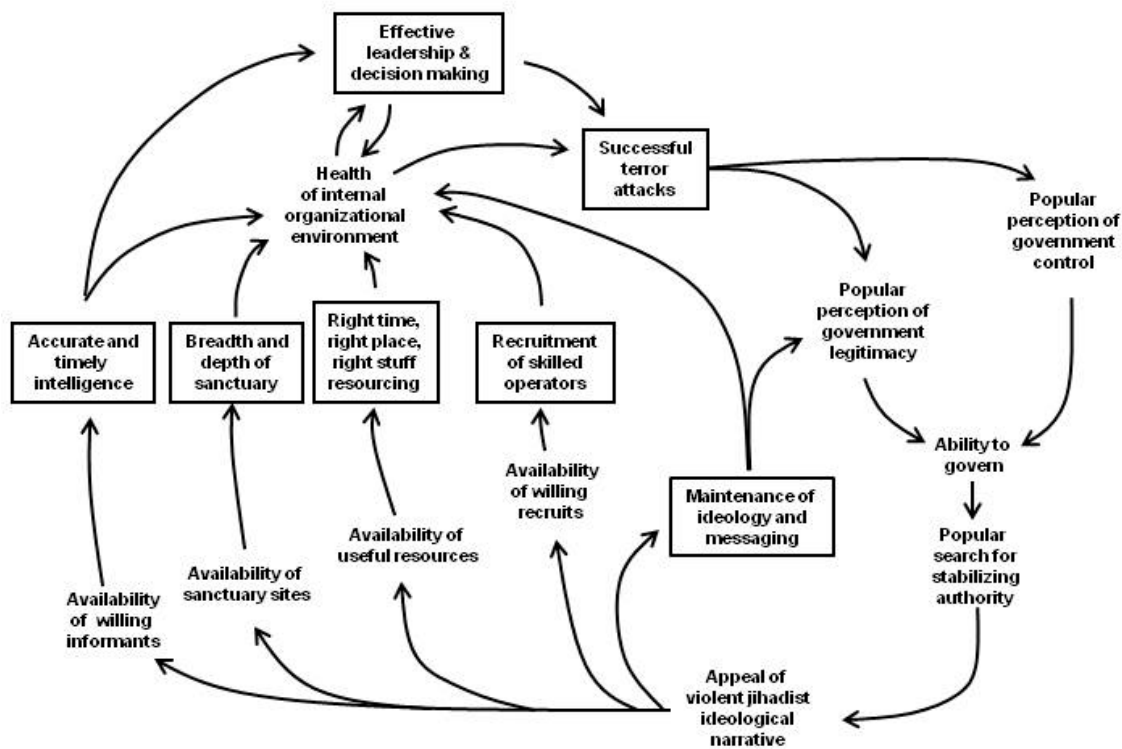 Effective
leadership &
decision making
Successful
terror
attacks
Health
of internal
organizational
environment
Popular
perception of
government
control
Popular
perception of
government
legitimacy
Accurate and
timely
intelligence
Breadth and
depth of
sanctuary
Right time,
right place,
right stuff
resourcing
Recruitment
of skilled
operators
Ability to
govern
Availability
of willing
recruits
Maintenance of
ideology and
messaging
Availability of
useful resources
Popular
search for
stabilizing
authority
Availability of
sanctuary sites
Availability
of willing
informants
Appeal of
violent jihadist
ideological
narrative